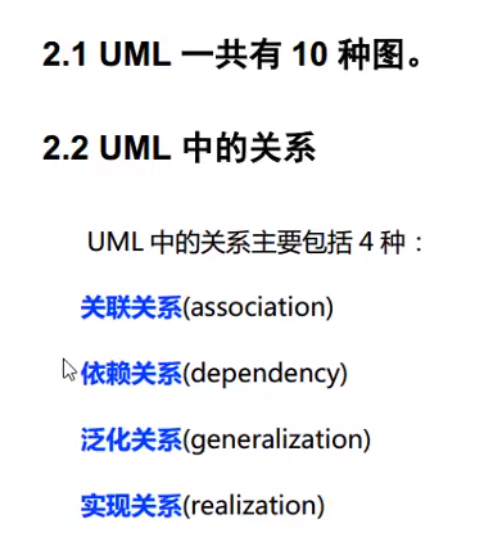 2.1 UML 一共有 10 种图。
2.2 UML 中的关系
UML 中的关系主要包括 4 种：
关联关系(association)
依赖关系(dependency)
泛化关系(generalization)
实现关系(realization)